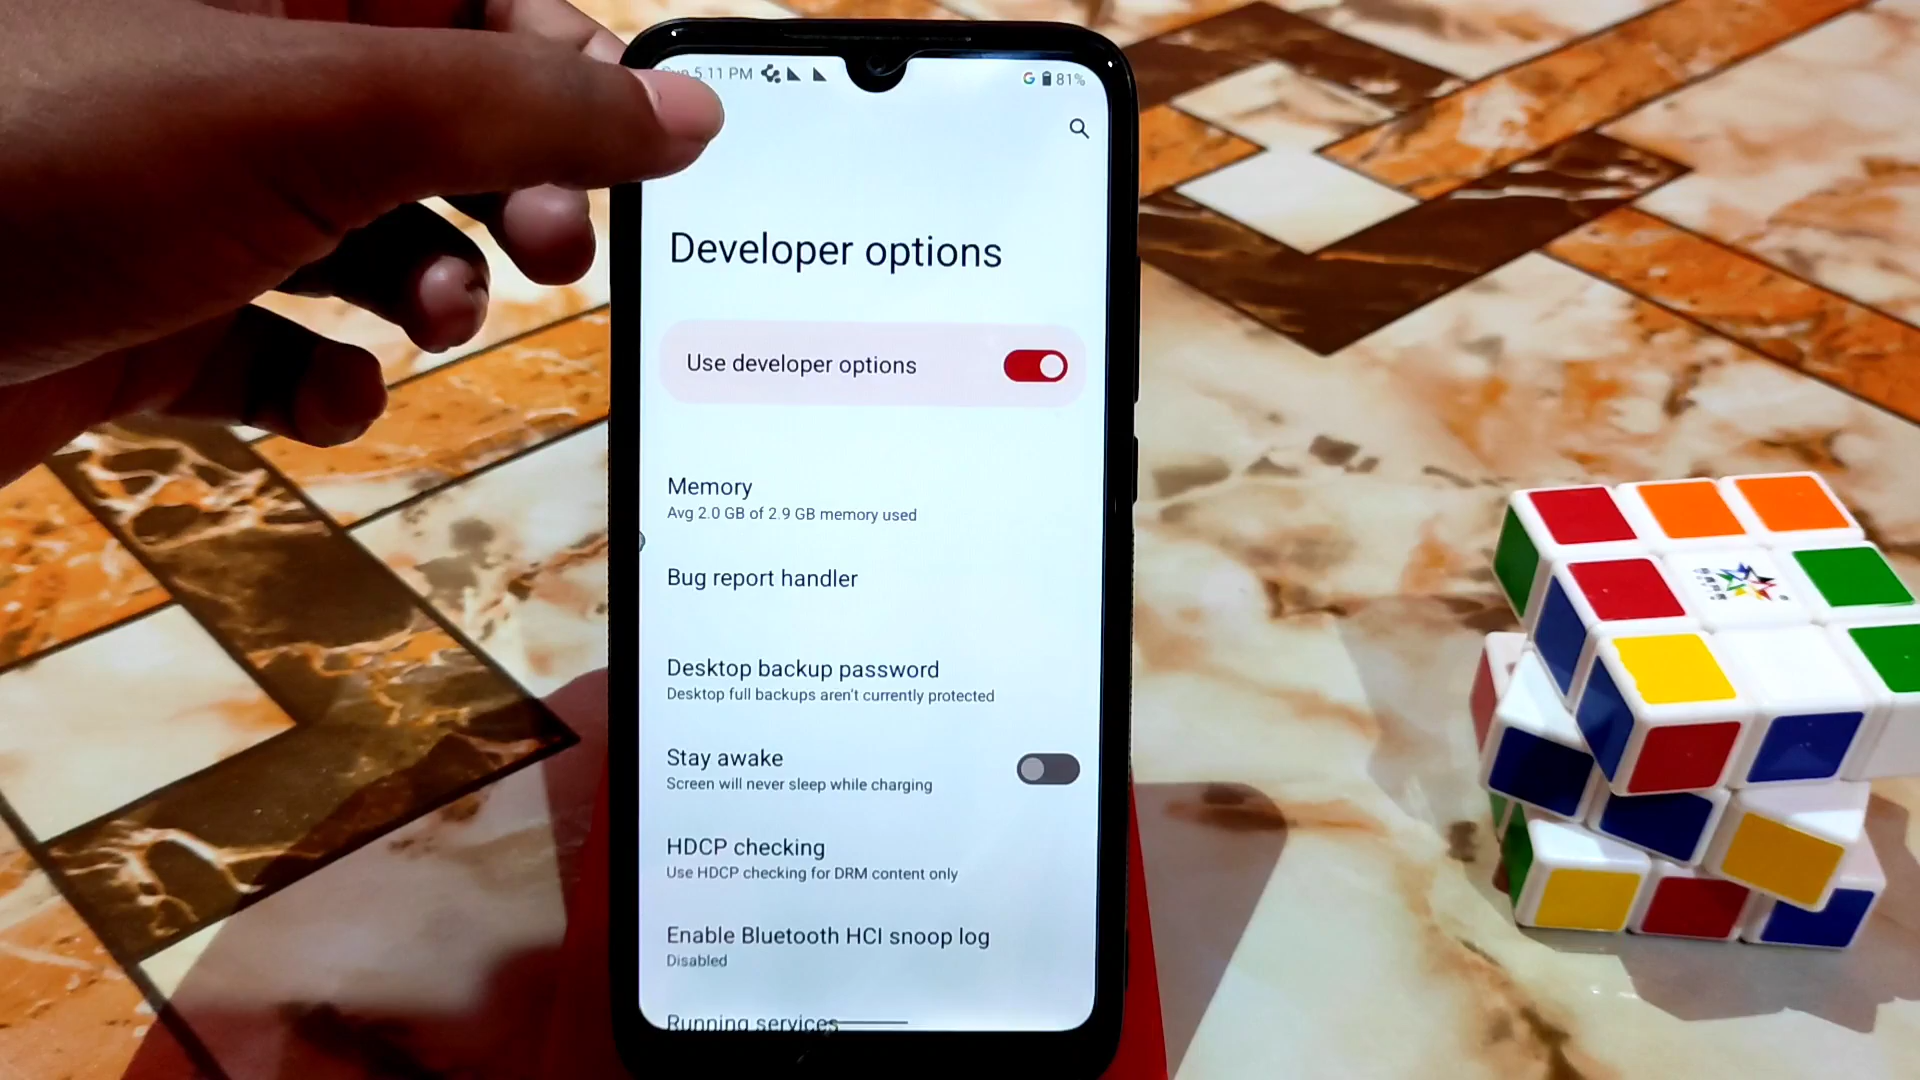 5 11 PM
G 81%
Developer options
Use developer options
Memory
Avg 2.0 GB of 2.9 GB memory used
Bug report handler
Desktop backup password
Desktop full backups aren't currently protected
Stay awake
Screen will never sleep while charging
HDCP checking
Use HDCP checking for DRM content only
Enable Bluetooth HCI snoop log
Disabled
Running services